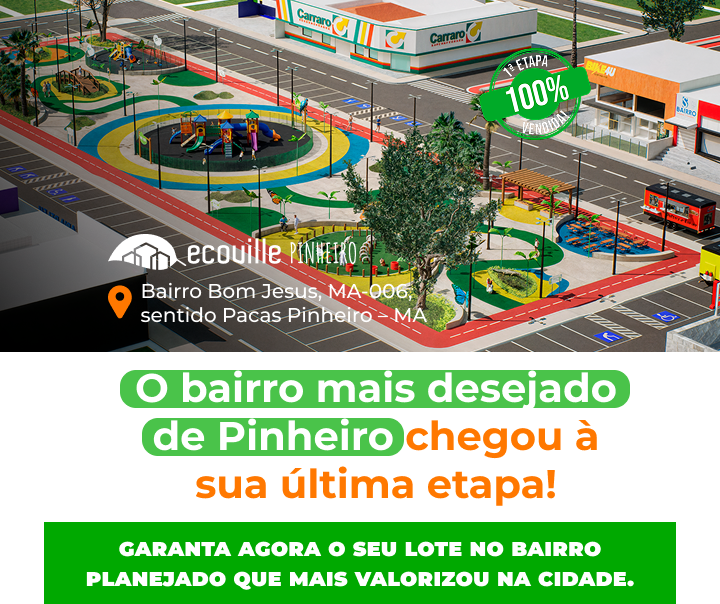 Carraro
Carraro
1ª ETAPA
100%
VENDIDA!
BAIRRO
ecoville PINHEIRO
Bairro Bom Jesus, MA-006,
sentido Pacas Pinheiro – MA
O bairro mais desejado
de Pinheiro chegou à
sua última etapa!
GARANTA AGORA O SEU LOTE NO BAIRRO
PLANEJADO QUE MAIS VALORIZOU NA CIDADE.